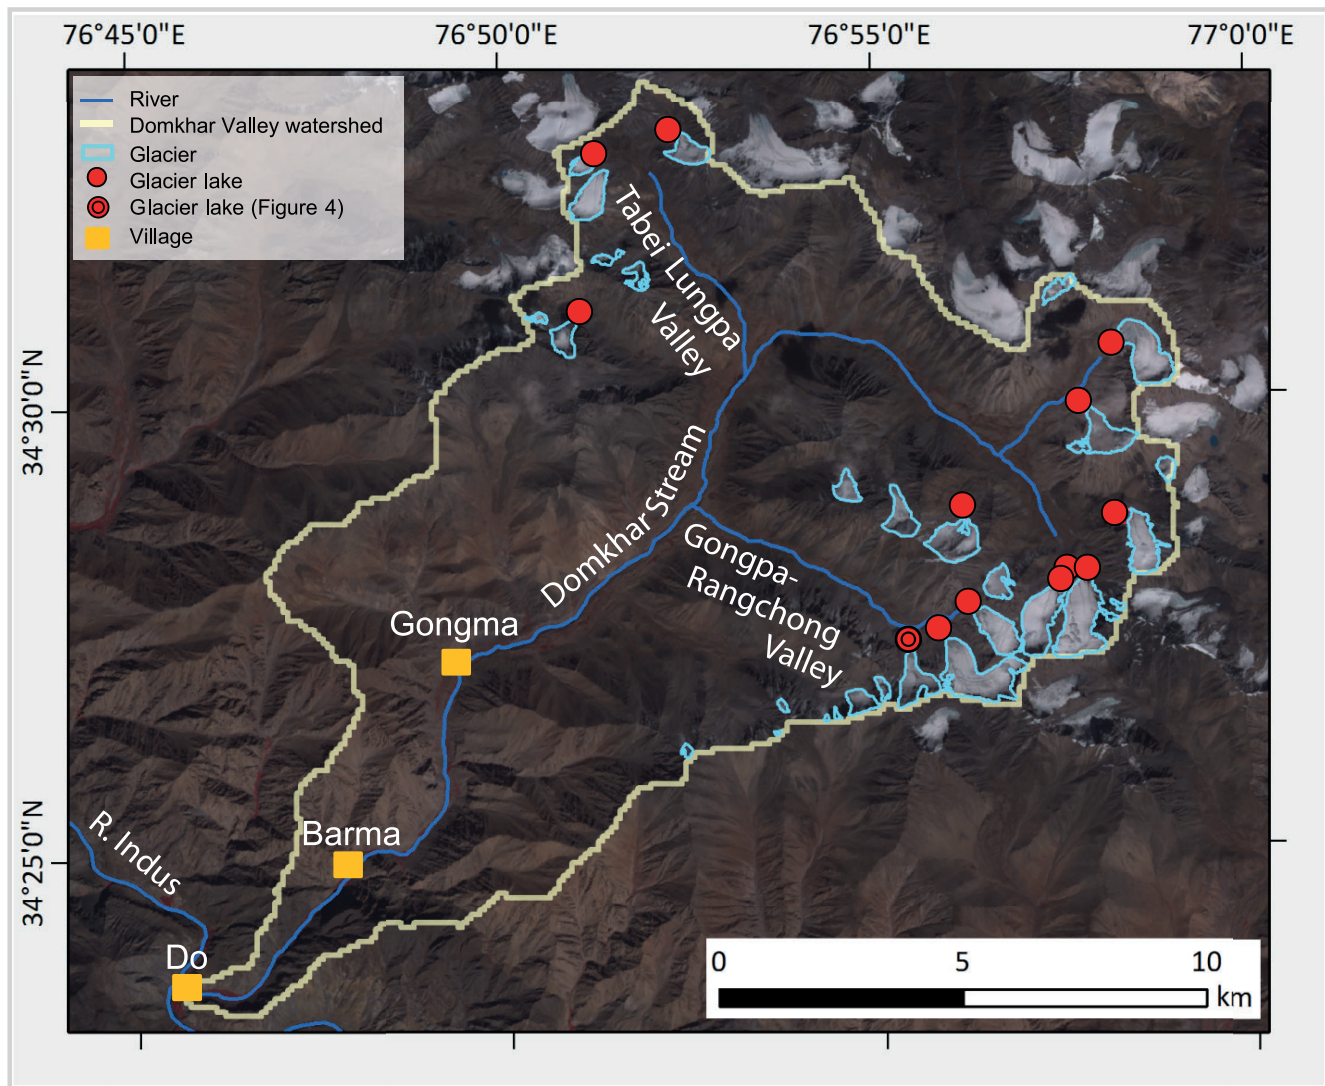 76°45'0"E 76°50'0"E 76°55'0"E 77°0'0"E
River
Domkhar Valley watershed
Glacier
Glacier lake
Glacier lake (Figure 4)
Village
Tabei Lungpa
Valley
34°30'0"N
Domkhar Stream
Gongpa-
Rangchong
Valley
Gongma
Barma
R. Indus
34°25'0"N
Do
0 5 10
km